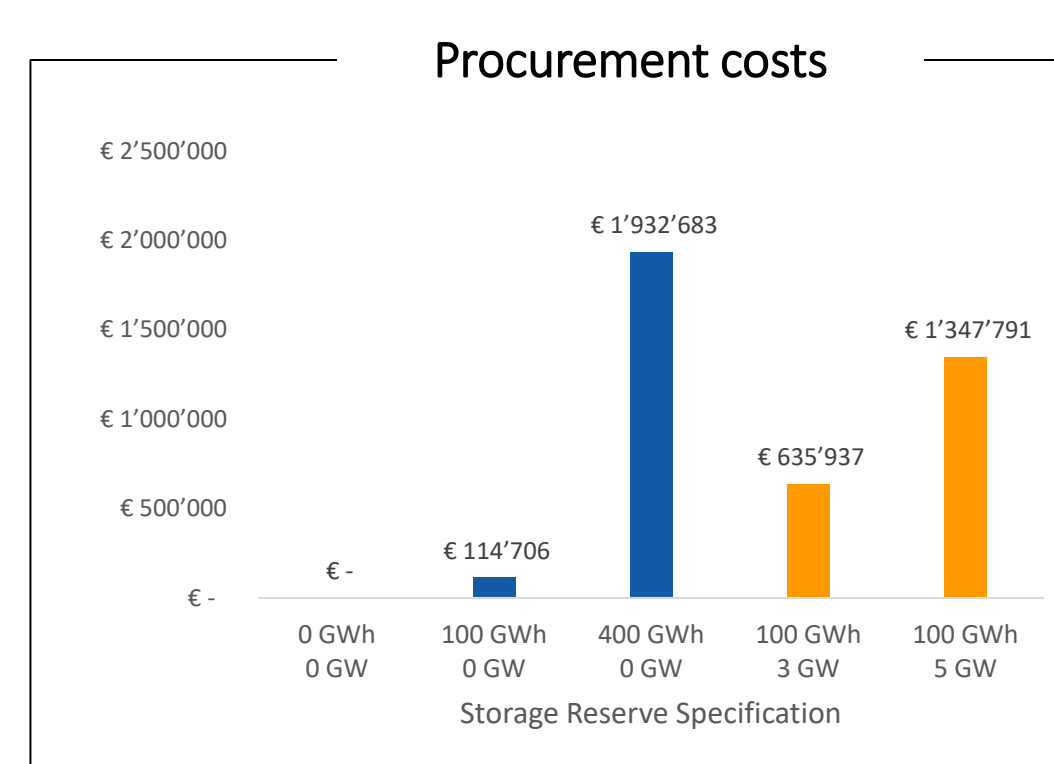 Procurement costs
€ 2’500’000
€ 2’000’000
€ 1’500’000
€ 1’000’000
€ 500’000
€ -
€ -
€ 114’706
€ 1’932’683
€ 635’937
€ 1’347’791
0 GWh
0 GW
100 GWh
0 GW
400 GWh
0 GW
100 GWh
3 GW
100 GWh
5 GW
Storage Reserve Specification